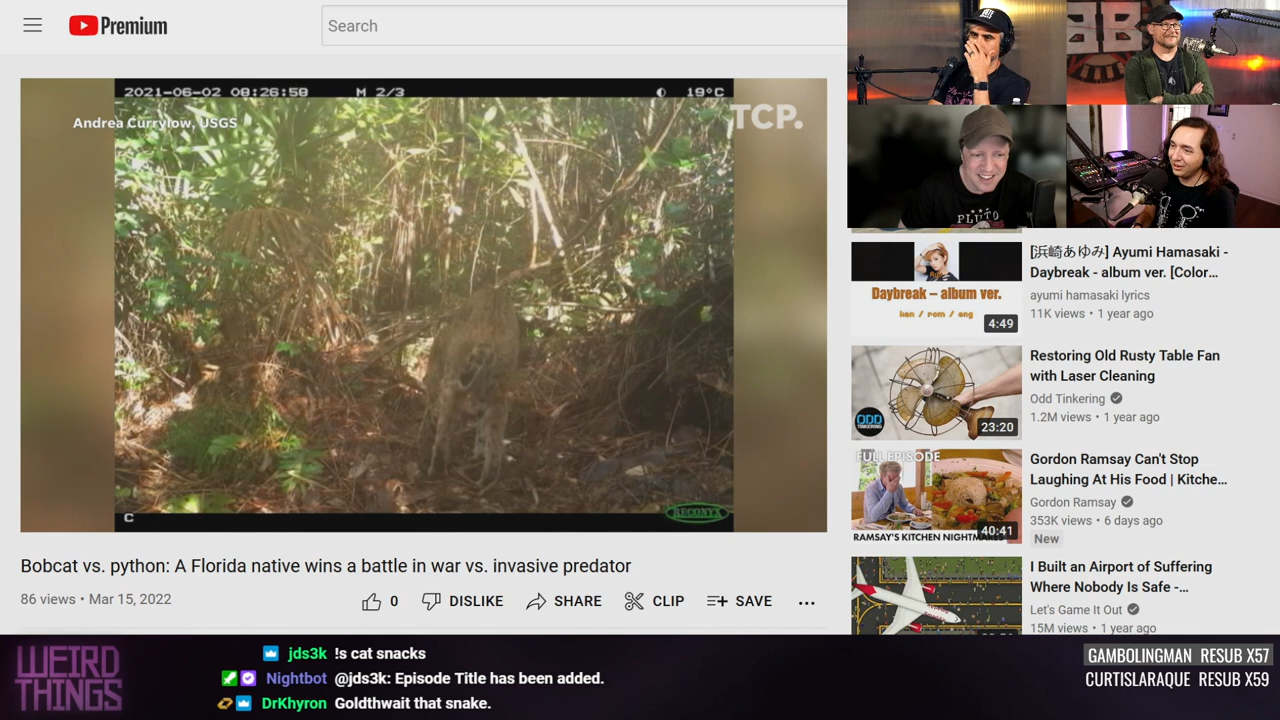 Premium
Search
2021-06-02 08:26:58 M 2/3 19°C
Andrea Currylow, USGS
TCP.
C
RECONYX
PLUTO
Bobcat vs. python: A Florida native wins a battle in war vs. invasive predator
86 views • Mar 15, 2022
0 DISLIKE SHARE CLIP SAVE
Daybreak – album ver.
kan / rom / eng
4:49
[浜崎あゆみ] Ayumi Hamasaki -
Daybreak - album ver. [Color...
ayumi hamasaki lyrics
11K views • 1 year ago
ODD
TINKERING
23:20
Restoring Old Rusty Table Fan
with Laser Cleaning
Odd Tinkering
1.2M views • 1 year ago
FULL EPISODE
40:41
RAMSAY'S KITCHEN NIGHTMARES
Gordon Ramsay Can't Stop
Laughing At His Food | Kitche...
Gordon Ramsay
353K views • 6 days ago
New
I Built an Airport of Suffering
Where Nobody Is Safe -...
Let's Game It Out
15M views • 1 year ago
WEIRD
THINGS
jds3k !s cat snacks
Nightbot @jds3k: Episode Title has been added.
DrKhyron Goldthwait that snake.
GAMBOLINGMAN RESUB X57
CURTISLARAQUE RESUB X59